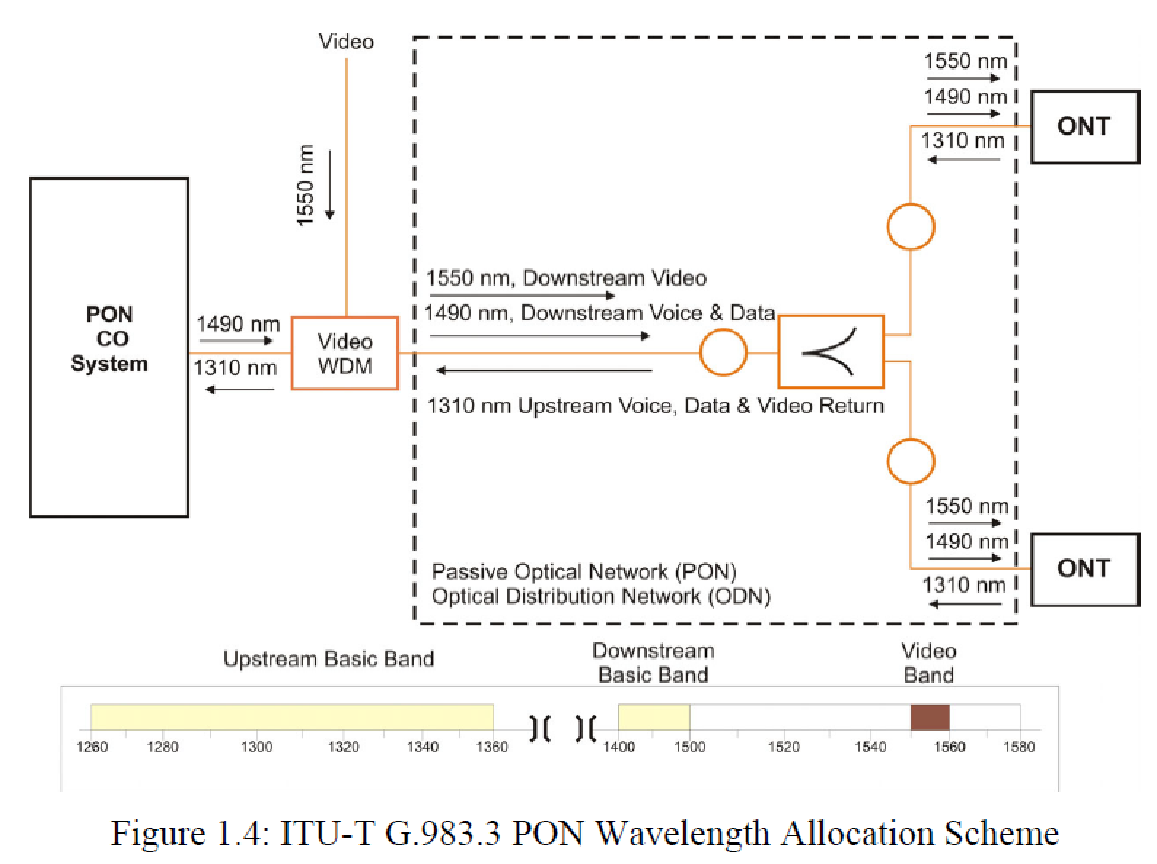 Video
1550 nm
PON
CO
System
1490 nm
1310 nm
Video
WDM
1550 nm, Downstream Video
1490 nm, Downstream Voice & Data
1310 nm Upstream Voice, Data & Video Return
1550 nm
1490 nm
1310 nm
ONT
1550 nm
1490 nm
1310 nm
ONT
Passive Optical Network (PON)
Optical Distribution Network (ODN)
Upstream Basic Band
Downstream
Basic Band
Video
Band
1260 1280 1300 1320 1340 1360 1400 1500 1520 1540 1560 1580
Figure 1.4: ITU-T G.983.3 PON Wavelength Allocation Scheme